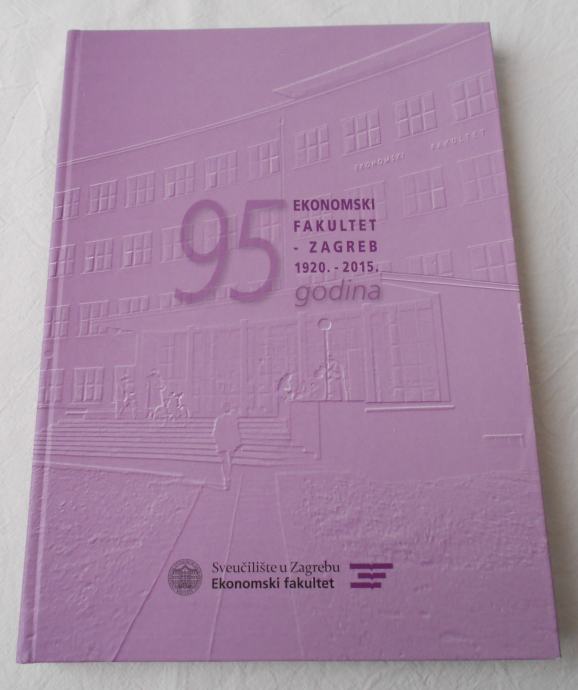 EKONOMSKI FAKULTET
95
EKONOMSKI
FAKULTET
- ZAGREB
1920. - 2015.
godina
Sveučilište u Zagrebu
Ekonomski fakultet